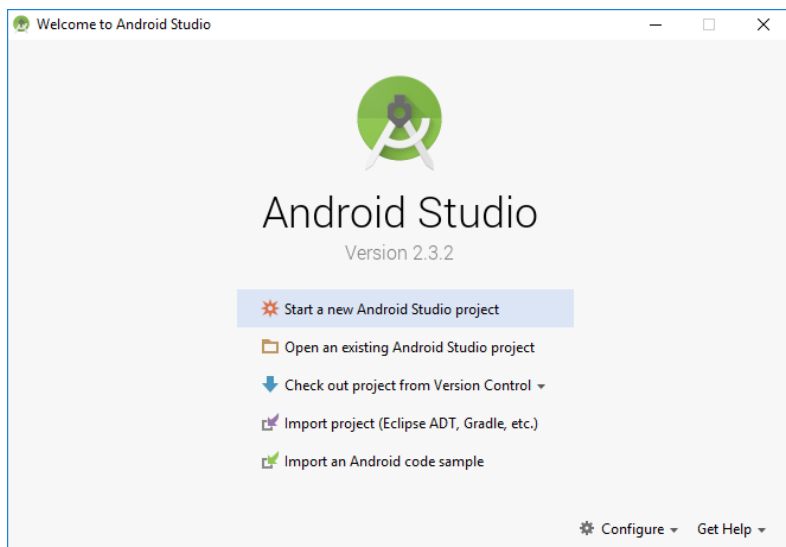 Welcome to Android Studio
Android Studio
Version 2.3.2
Start a new Android Studio project
Open an existing Android Studio project
Check out project from Version Control
Import project (Eclipse ADT, Gradle, etc.)
Import an Android code sample
Configure Get Help